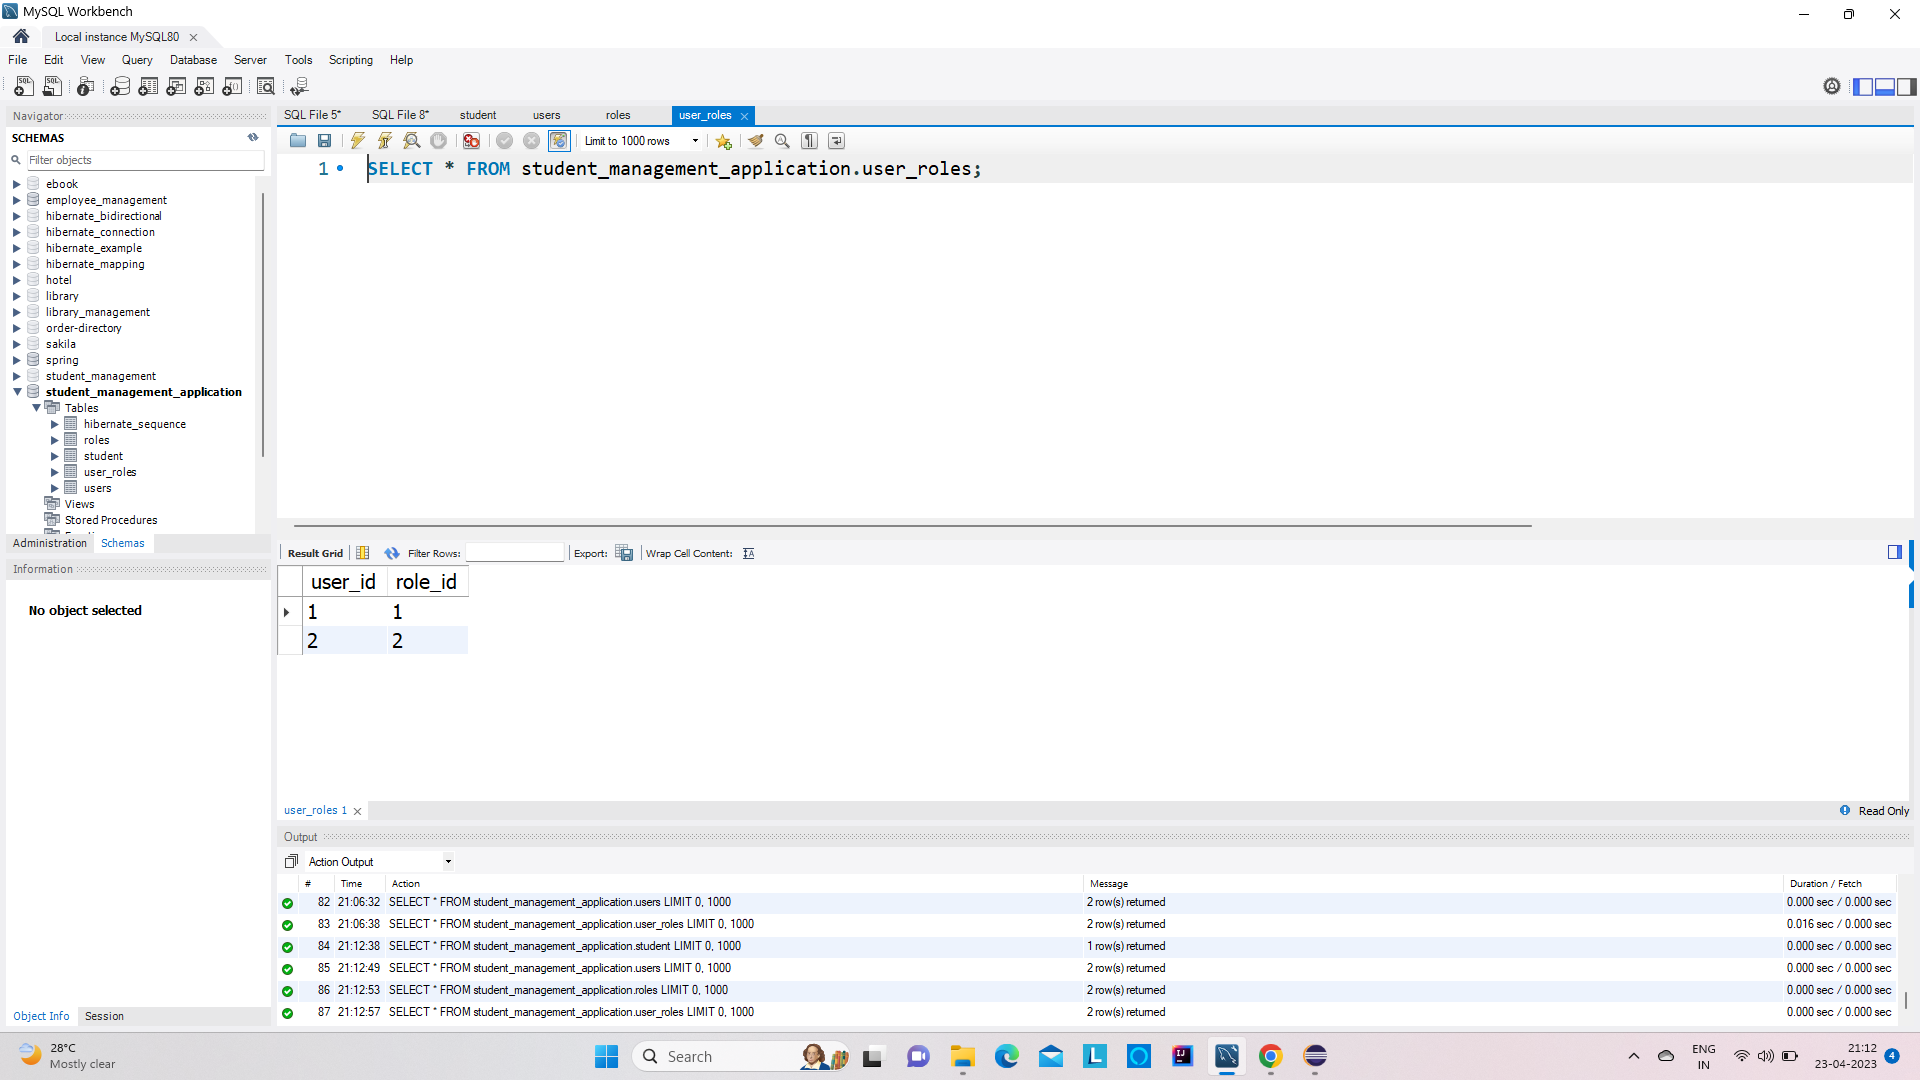 MySQL Workbench
Local instance MySQL80
File Edit View Query Database Server Tools Scripting Help
Navigator
SCHEMAS
Filter objects
ebook
employee_management
hibernate_bidirectional
hibernate_connection
hibernate_example
hibernate_mapping
hotel
library
library_management
order-directory
sakila
spring
student_management
student_management_application
Tables
hibernate_sequence
roles
student
user_roles
users
Views
Stored Procedures
Administration Schemas
Information
No object selected
Object Info Session
SQL File 5* SQL File 8* student users roles user_roles
Limit to 1000 rows
1 SELECT * FROM student_management_application.user_roles;
Result Grid Filter Rows: Export: Wrap Cell Content:
user_id role_id
1 1
2 2
user_roles 1 Read Only
Output
Action Output
# Time Action Message Duration / Fetch
82 21:06:32 SELECT * FROM student_management_application.users LIMIT 0, 1000 2 row(s) returned 0.000 sec / 0.000 sec
83 21:06:38 SELECT * FROM student_management_application.user_roles LIMIT 0, 1000 2 row(s) returned 0.016 sec / 0.000 sec
84 21:12:38 SELECT * FROM student_management_application.student LIMIT 0, 1000 1 row(s) returned 0.000 sec / 0.000 sec
85 21:12:49 SELECT * FROM student_management_application.users LIMIT 0, 1000 2 row(s) returned 0.000 sec / 0.000 sec
86 21:12:53 SELECT * FROM student_management_application.roles LIMIT 0, 1000 2 row(s) returned 0.000 sec / 0.000 sec
87 21:12:57 SELECT * FROM student_management_application.user_roles LIMIT 0, 1000 2 row(s) returned 0.000 sec / 0.000 sec
28°C
Mostly clear
Search
ENG
IN
21:12
23-04-2023
4